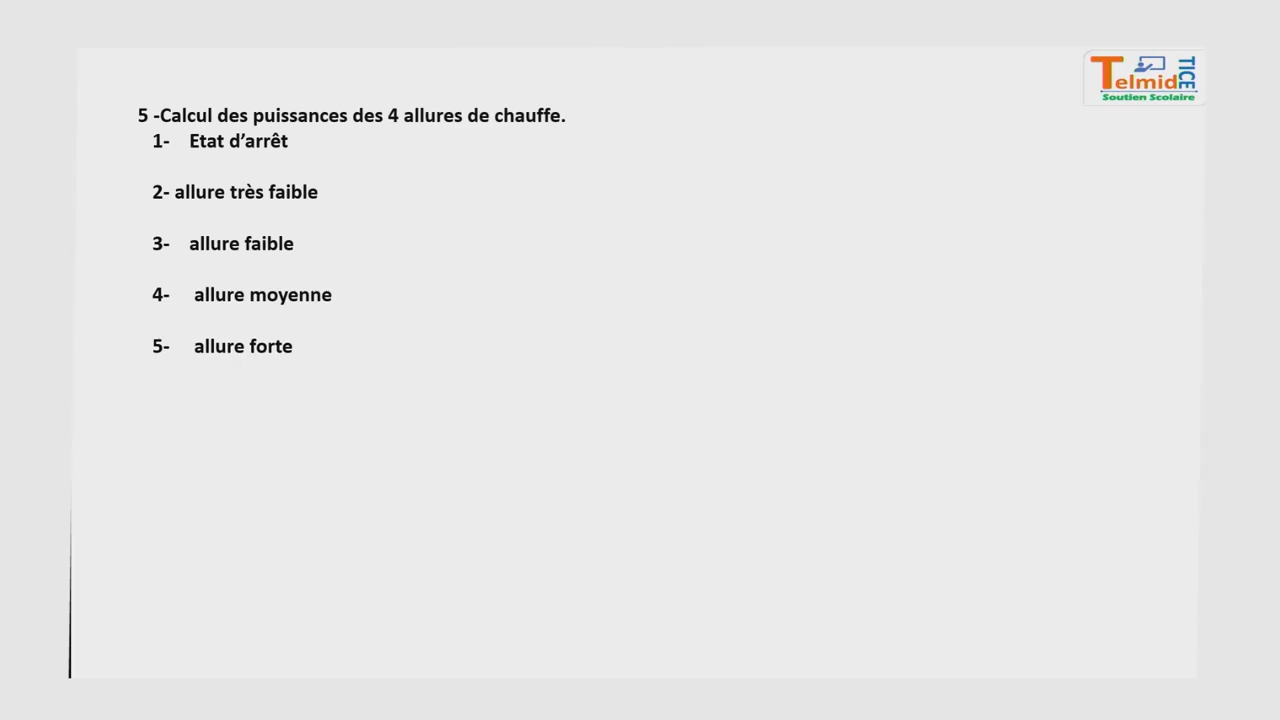 Telmid TICE
Soutien Scolaire
5 -Calcul des puissances des 4 allures de chauffe.
1- Etat d’arrêt
2- allure très faible
3- allure faible
4- allure moyenne
5- allure forte